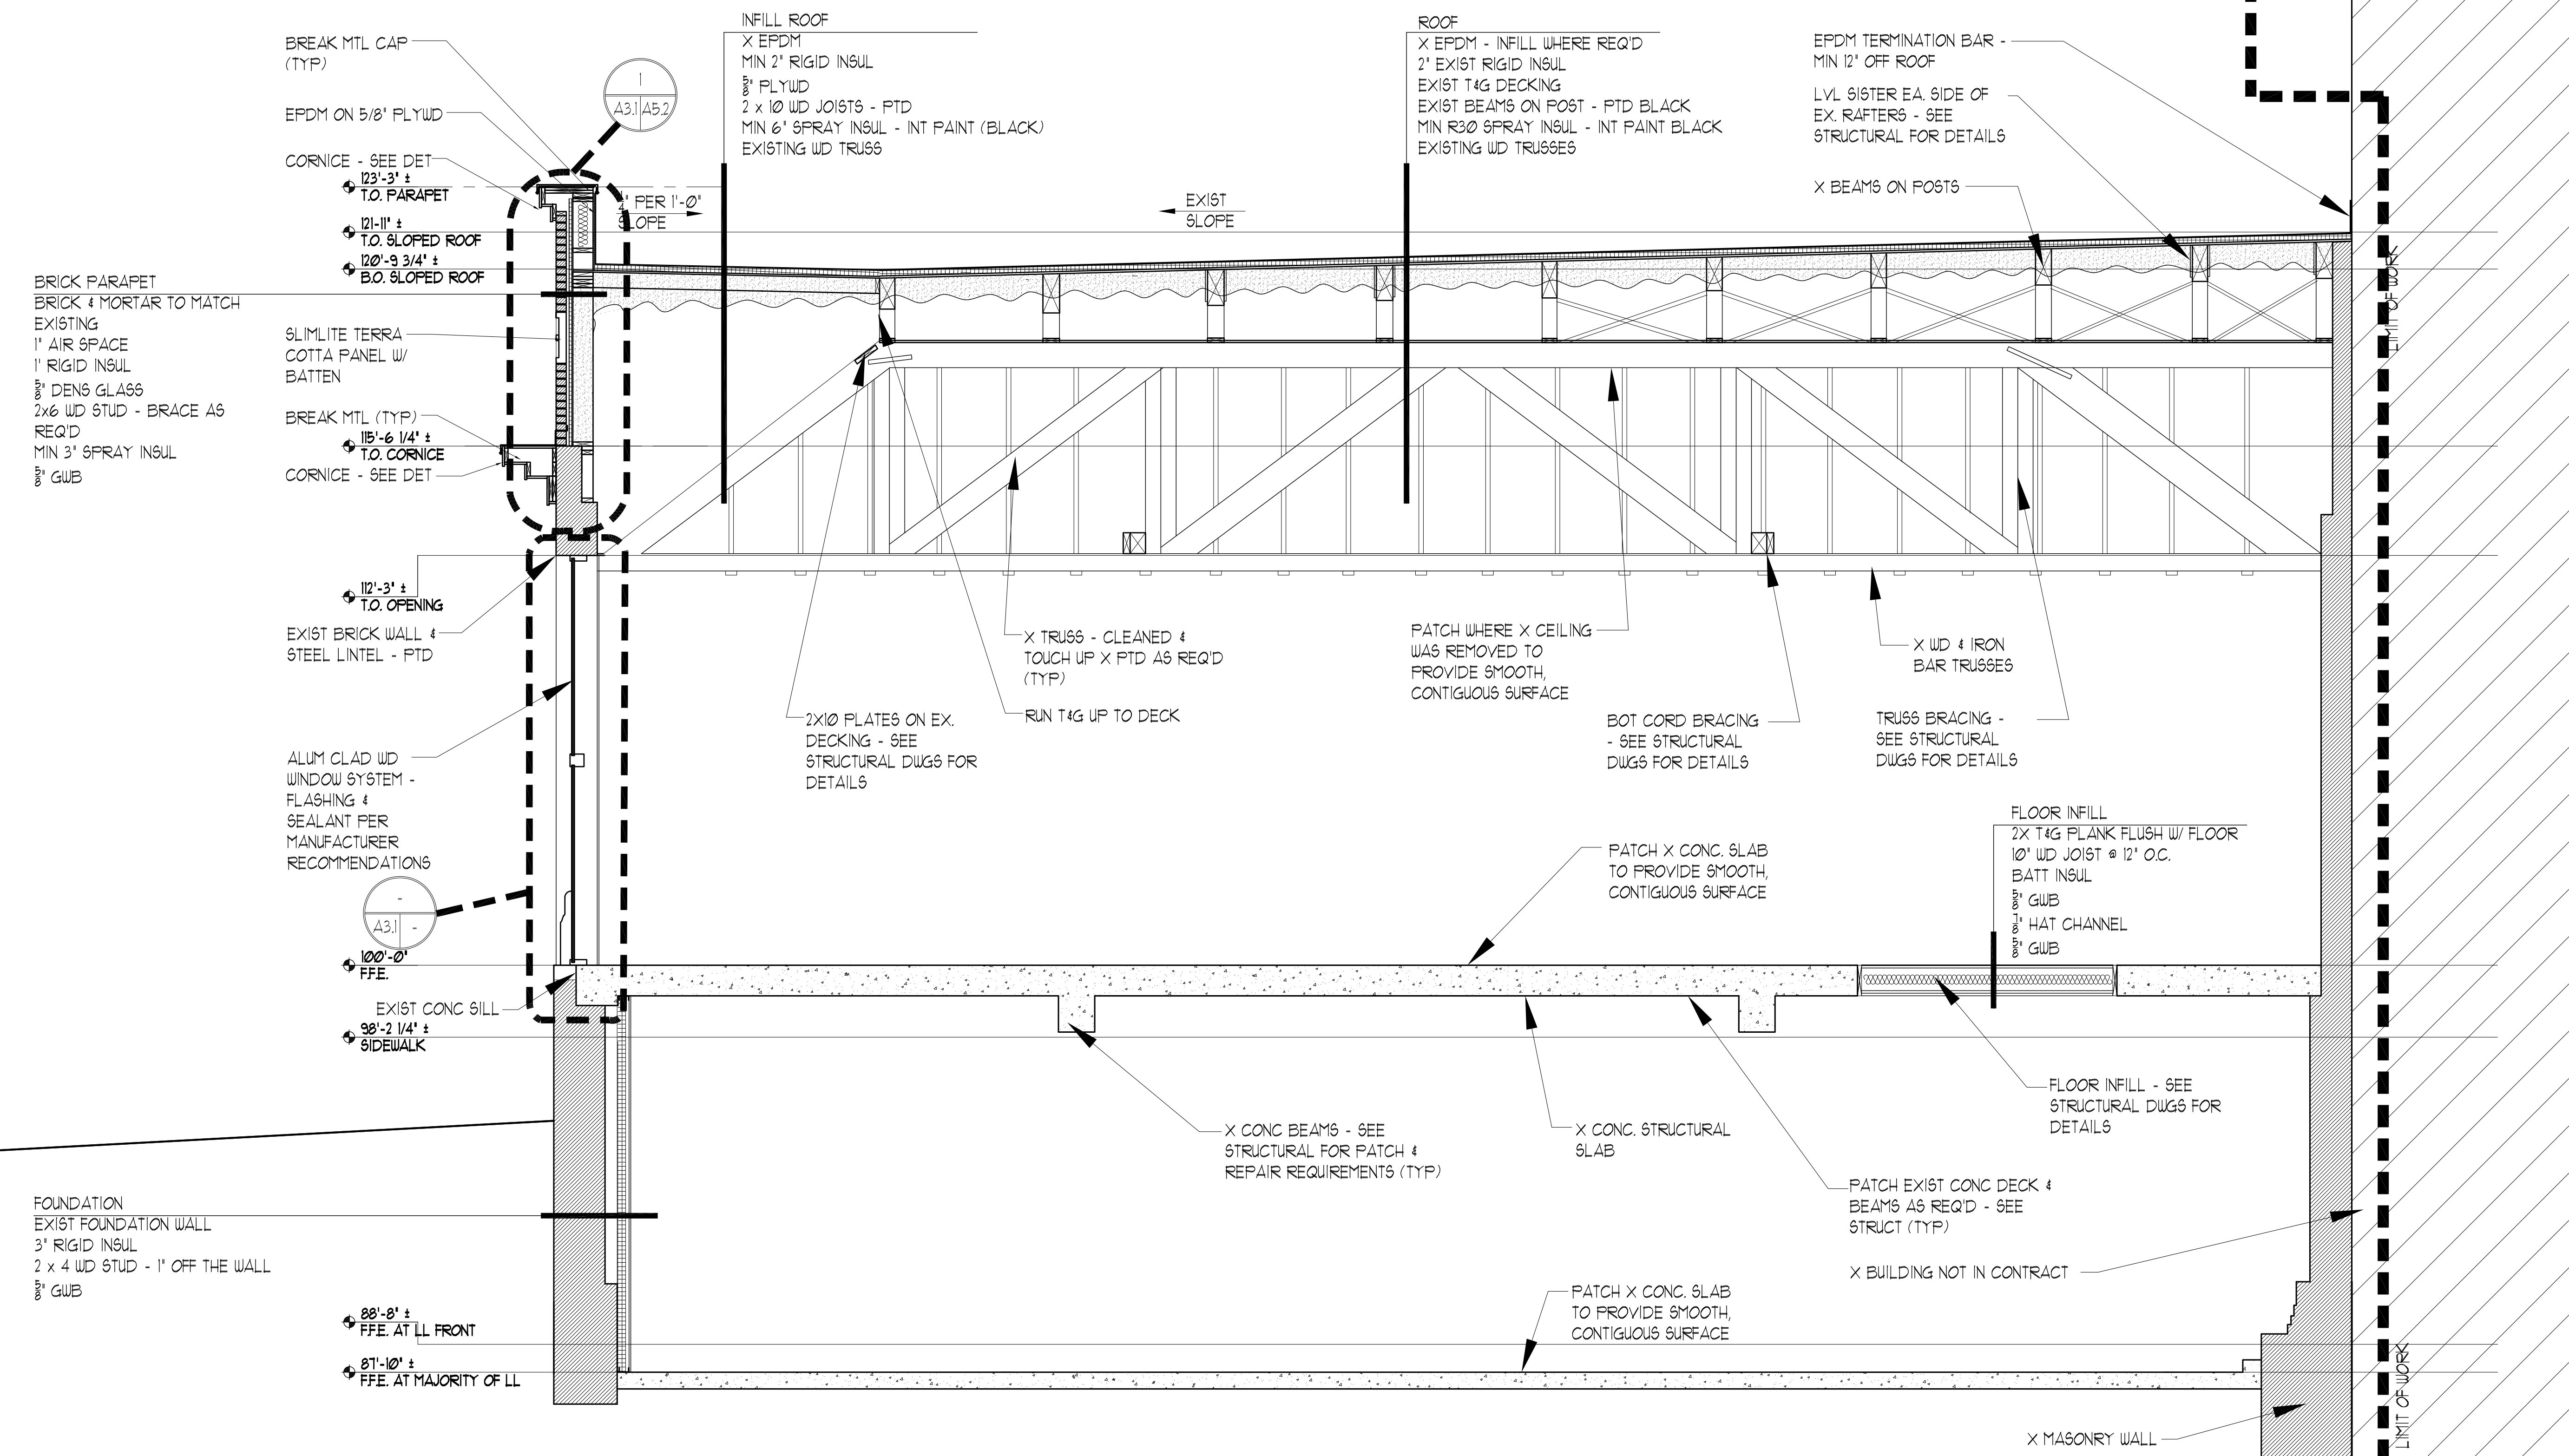 BREAK MTL CAP
(TYP)
EPDM ON 5/8" PLYWD
CORNICE - SEE DET
123'-3" ±
T.O. PARAPET
121'-11" ±
T.O. SLOPED ROOF
120'-9 3/4" ±
B.O. SLOPED ROOF
BRICK PARAPET
BRICK & MORTAR TO MATCH
EXISTING
1" AIR SPACE
1' RIGID INSUL
5/8" DENS GLASS
2x6 WD STUD - BRACE AS
REQ'D
MIN 3" SPRAY INSUL
5/8" GWB
SLIMLITE TERRA
COTTA PANEL W/
BATTEN
BREAK MTL (TYP)
115'-6 1/4" ±
T.O. CORNICE
CORNICE - SEE DET
112'-3" ±
T.O. OPENING
EXIST BRICK WALL &
STEEL LINTEL - PTD
ALUM CLAD WD
WINDOW SYSTEM -
FLASHING &
SEALANT PER
MANUFACTURER
RECOMMENDATIONS
-
A3.1 -
100'-0"
F.F.E.
EXIST CONC SILL
98'-2 1/4" ±
SIDEWALK
FOUNDATION
EXIST FOUNDATION WALL
3" RIGID INSUL
2 x 4 WD STUD - 1" OFF THE WALL
5/8" GWB
88'-8" ±
F.F.E. AT LL FRONT
87'-10" ±
F.F.E. AT MAJORITY OF LL
1
A3.1 A5.2
1/4" PER 1'-0"
SLOPE
INFILL ROOF
X EPDM
MIN 2" RIGID INSUL
5/8" PLYWD
2 x 10 WD JOISTS - PTD
MIN 6" SPRAY INSUL - INT PAINT (BLACK)
EXISTING WD TRUSS
EXIST
SLOPE
ROOF
X EPDM - INFILL WHERE REQ'D
2" EXIST RIGID INSUL
EXIST T&G DECKING
EXIST BEAMS ON POST - PTD BLACK
MIN R30 SPRAY INSUL - INT PAINT BLACK
EXISTING WD TRUSSES
EPDM TERMINATION BAR -
MIN 12" OFF ROOF
LVL SISTER EA. SIDE OF
EX. RAFTERS - SEE
STRUCTURAL FOR DETAILS
X BEAMS ON POSTS
LIMIT OF WORK
X TRUSS - CLEANED &
TOUCH UP X PTD AS REQ'D
(TYP)
RUN T&G UP TO DECK
2X10 PLATES ON EX.
DECKING - SEE
STRUCTURAL DWGS FOR
DETAILS
PATCH WHERE X CEILING
WAS REMOVED TO
PROVIDE SMOOTH,
CONTIGUOUS SURFACE
BOT CORD BRACING
- SEE STRUCTURAL
DWGS FOR DETAILS
X WD & IRON
BAR TRUSSES
TRUSS BRACING -
SEE STRUCTURAL
DWGS FOR DETAILS
FLOOR INFILL
2X T&G PLANK FLUSH W/ FLOOR
10" WD JOIST @ 12" O.C.
BATT INSUL
5/8" GWB
7/8" HAT CHANNEL
5/8" GWB
PATCH X CONC. SLAB
TO PROVIDE SMOOTH,
CONTIGUOUS SURFACE
X CONC BEAMS - SEE
STRUCTURAL FOR PATCH &
REPAIR REQUIREMENTS (TYP)
X CONC. STRUCTURAL
SLAB
FLOOR INFILL - SEE
STRUCTURAL DWGS FOR
DETAILS
PATCH EXIST CONC DECK &
BEAMS AS REQ'D - SEE
STRUCT (TYP)
X BUILDING NOT IN CONTRACT
PATCH X CONC. SLAB
TO PROVIDE SMOOTH,
CONTIGUOUS SURFACE
LIMIT OF WORK
X MASONRY WALL